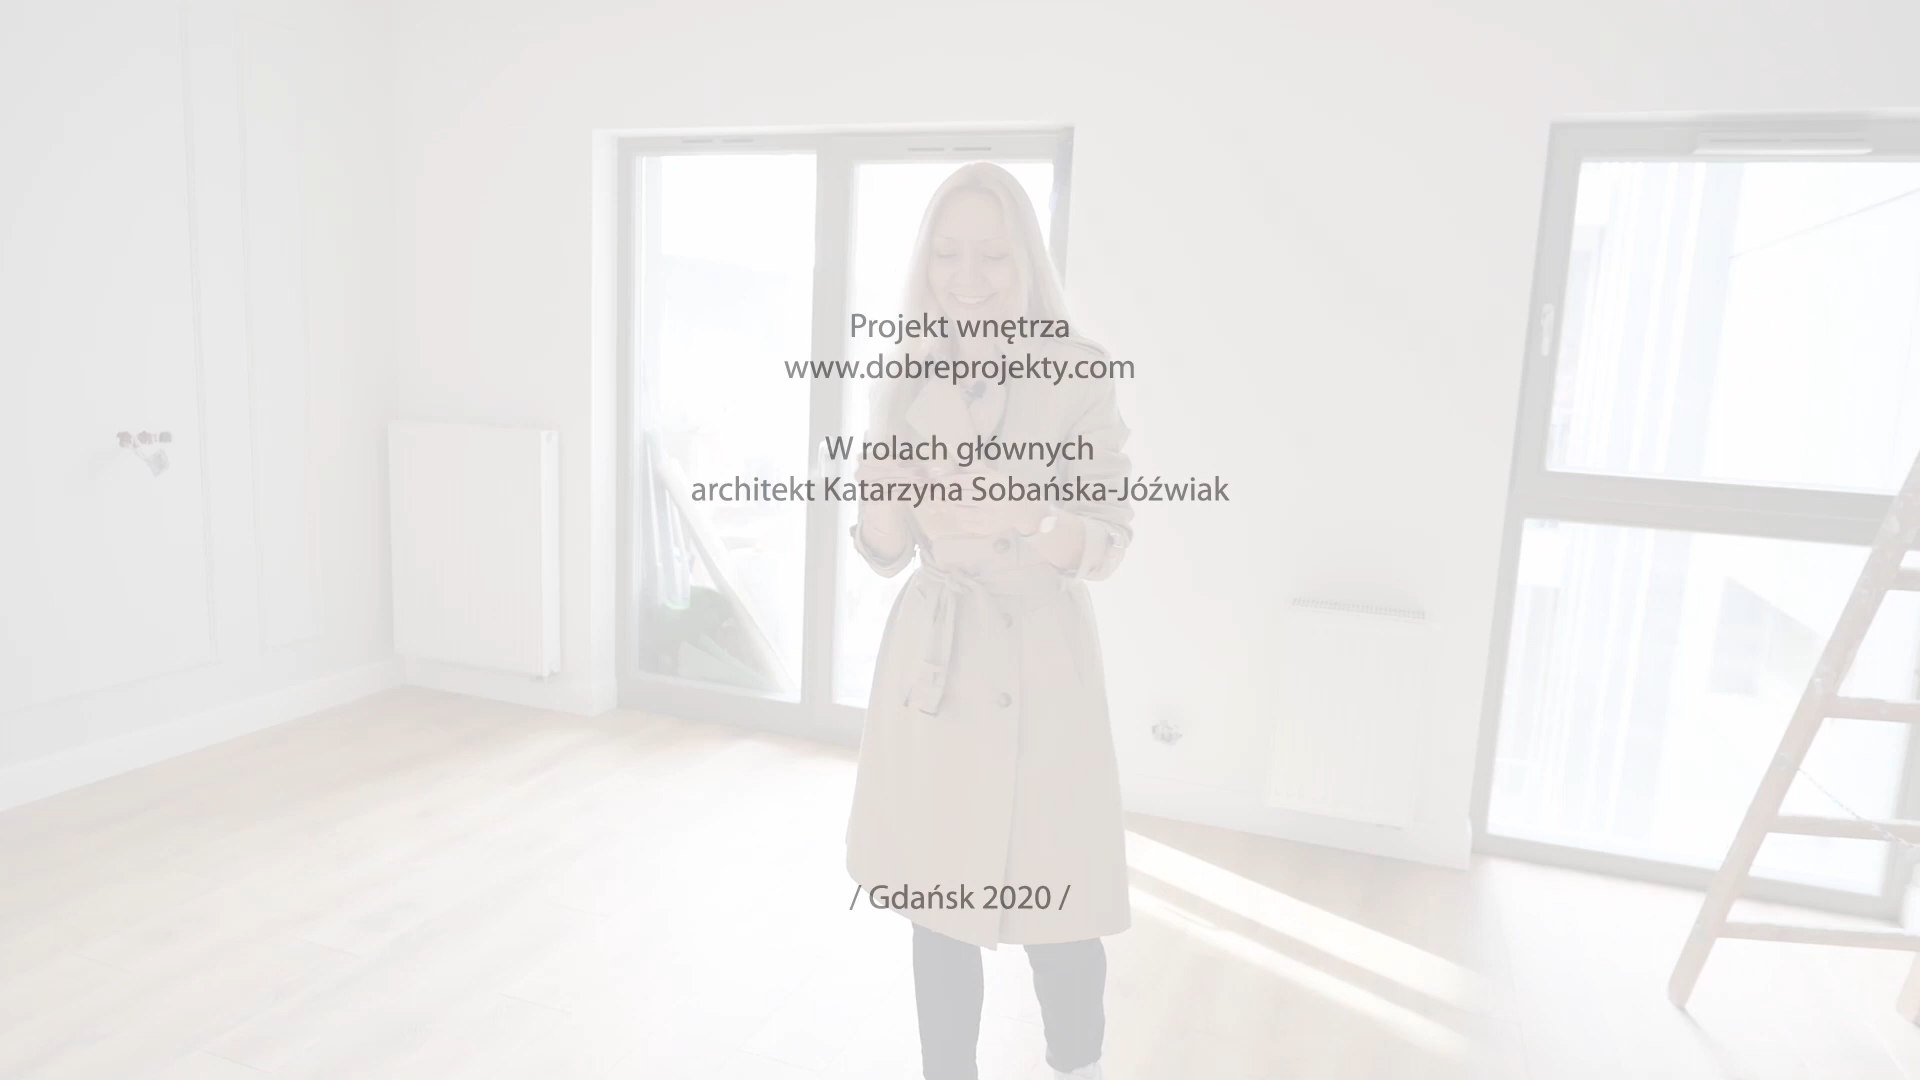 Projekt wnętrza
www.dobreprojekty.com
W rolach głównych
architekt Katarzyna Sobańska-Jóźwiak
/ Gdańsk 2020 /